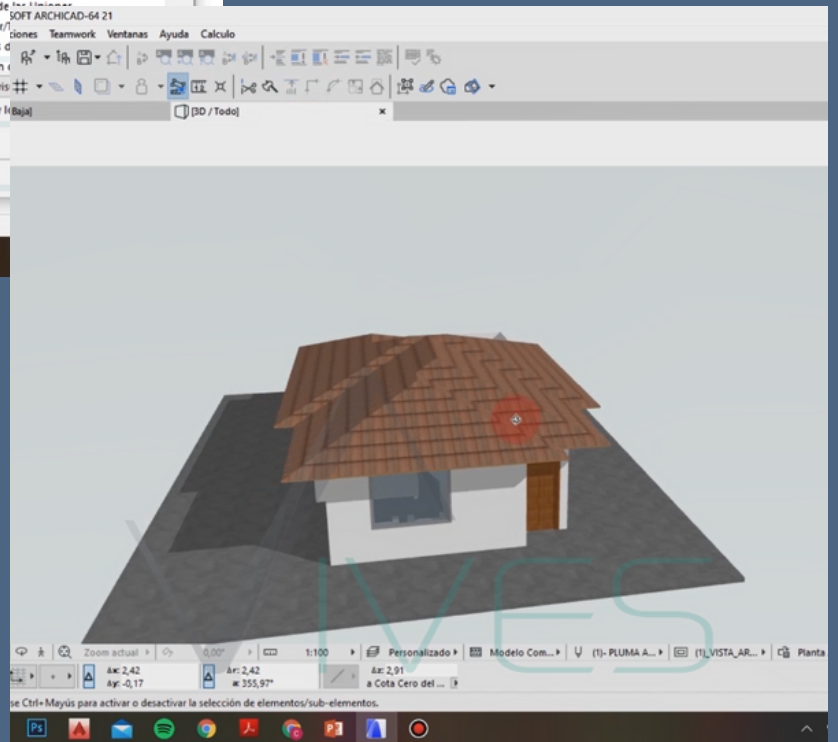 SOFT ARCHICAD-64 21
ciones Teamwork Ventanas Ayuda Calculo
Baja]
[3D / Todo]
VIVES
Zoom actual
0,00°
1:100
Personalizado
Modelo Com...
(1)- PLUMA A...
(1)_VISTA_AR...
Planta
Δx: 2,42
Δy: -0,17
Δr: 2,42
α: 355,97°
Δz: 2,91
a Cota Cero del ...
se Ctrl+Mayús para activar o desactivar la selección de elementos/sub-elementos.
Ps